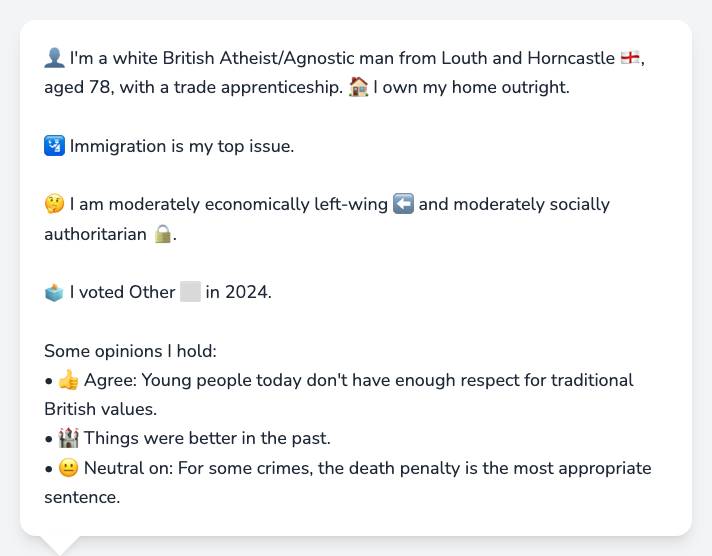 👤 I'm a white British Atheist/Agnostic man from Louth and Horncastle 🏴󠁧󠁢󠁥󠁮󠁧󠁿,
aged 78, with a trade apprenticeship. 🏠 I own my home outright.
🛂 Immigration is my top issue.
🤔 I am moderately economically left-wing ⬅️ and moderately socially
authoritarian 🔒.
🗳️ I voted Other ⬜ in 2024.
Some opinions I hold:
• 👍 Agree: Young people today don't have enough respect for traditional
British values.
• 🏰 Things were better in the past.
• 😐 Neutral on: For some crimes, the death penalty is the most appropriate
sentence.